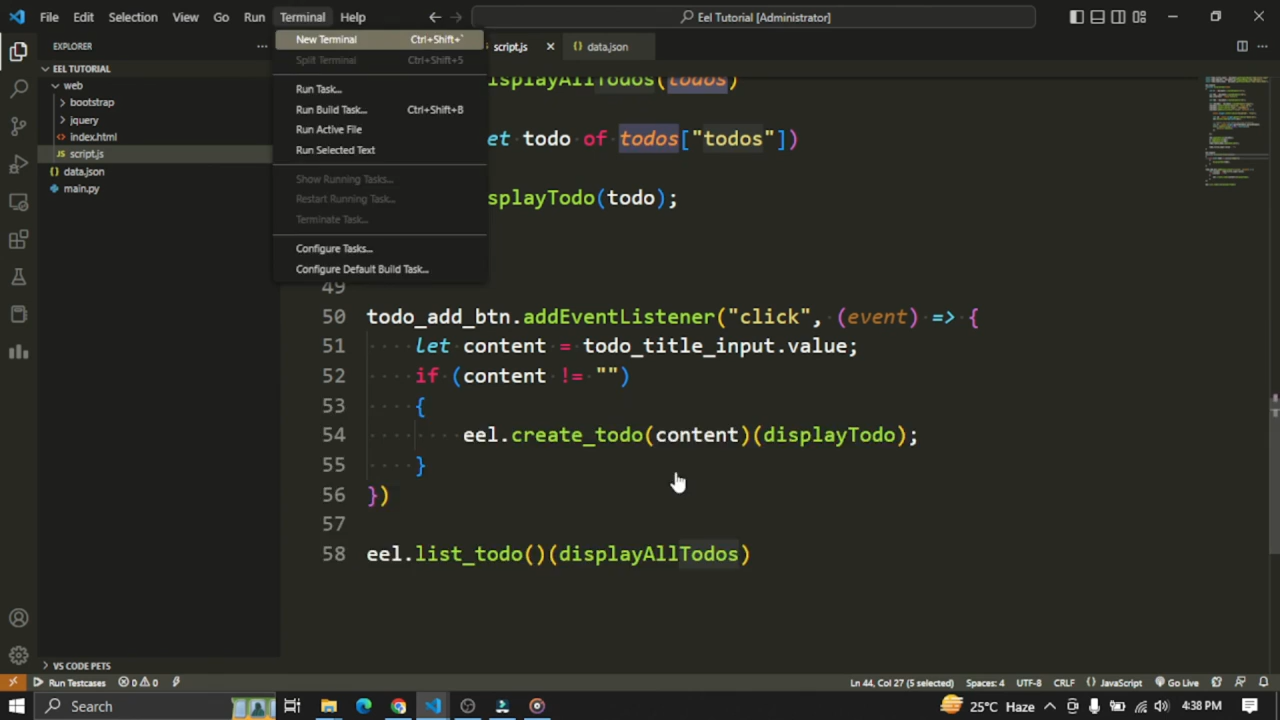 File Edit Selection View Go Run Terminal Help
Eel Tutorial [Administrator]
EXPLORER
EEL TUTORIAL
web
bootstrap
jquery
index.html
script.js
data.json
main.py
VS CODE PETS
New Terminal Ctrl+Shift+`
Split Terminal Ctrl+Shift+5
Run Task...
Run Build Task... Ctrl+Shift+B
Run Active File
Run Selected Text
Show Running Tasks...
Restart Running Task...
Terminate Task...
Configure Tasks...
Configure Default Build Task...
script.js data.json
(todos)
et todo of todos["todos"])
splayTodo(todo);
49
50 todo_add_btn.addEventListener("click", (event) => {
51 let content = todo_title_input.value;
52 if (content != "")
53 {
54 eel.create_todo(content)(displayTodo);
55 }
56 })
57
58 eel.list_todo()(displayAllTodos)
Run Testcases 0 0 Ln 44, Col 27 (5 selected) Spaces: 4 UTF-8 CRLF {} JavaScript Go Live
Search 25°C Haze 4:38 PM